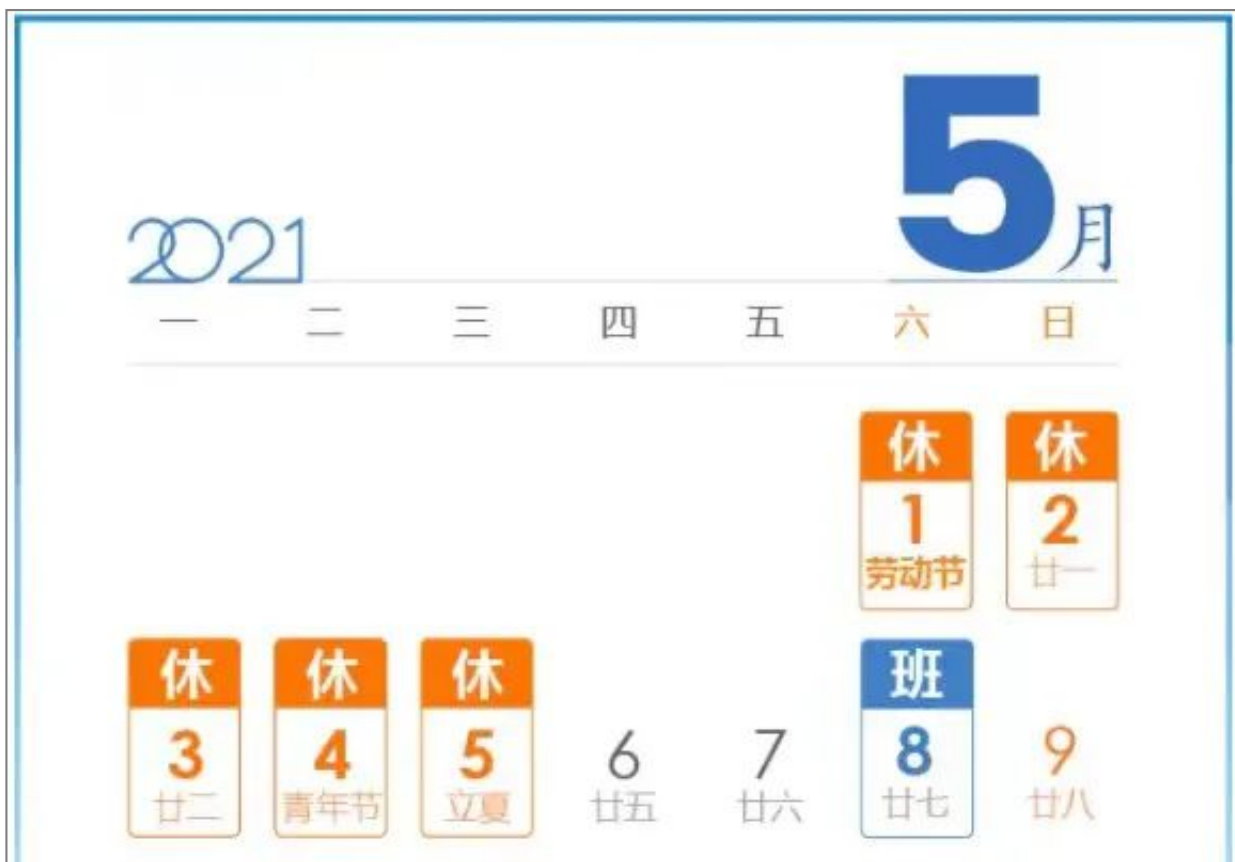 5月
2021
一 二 三 四 五 六 日
休 休
1 2
劳动节 廿一
休 休 休 班
3 4 5 6 7 8 9
廿二 青年节 立夏 廿五 廿六 廿七 廿八